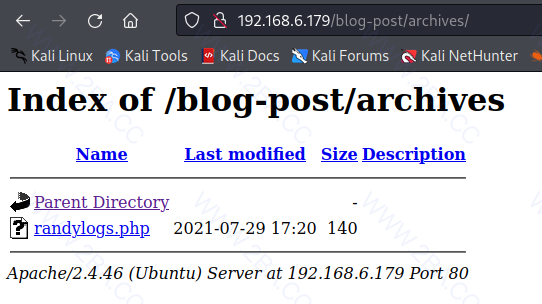 192.168.6.179/blog-post/archives/
Kali Linux Kali Tools Kali Docs Kali Forums Kali NetHunter
Index of /blog-post/archives
Name Last modified Size Description
Parent Directory -
randylogs.php 2021-07-29 17:20 140
Apache/2.4.46 (Ubuntu) Server at 192.168.6.179 Port 80